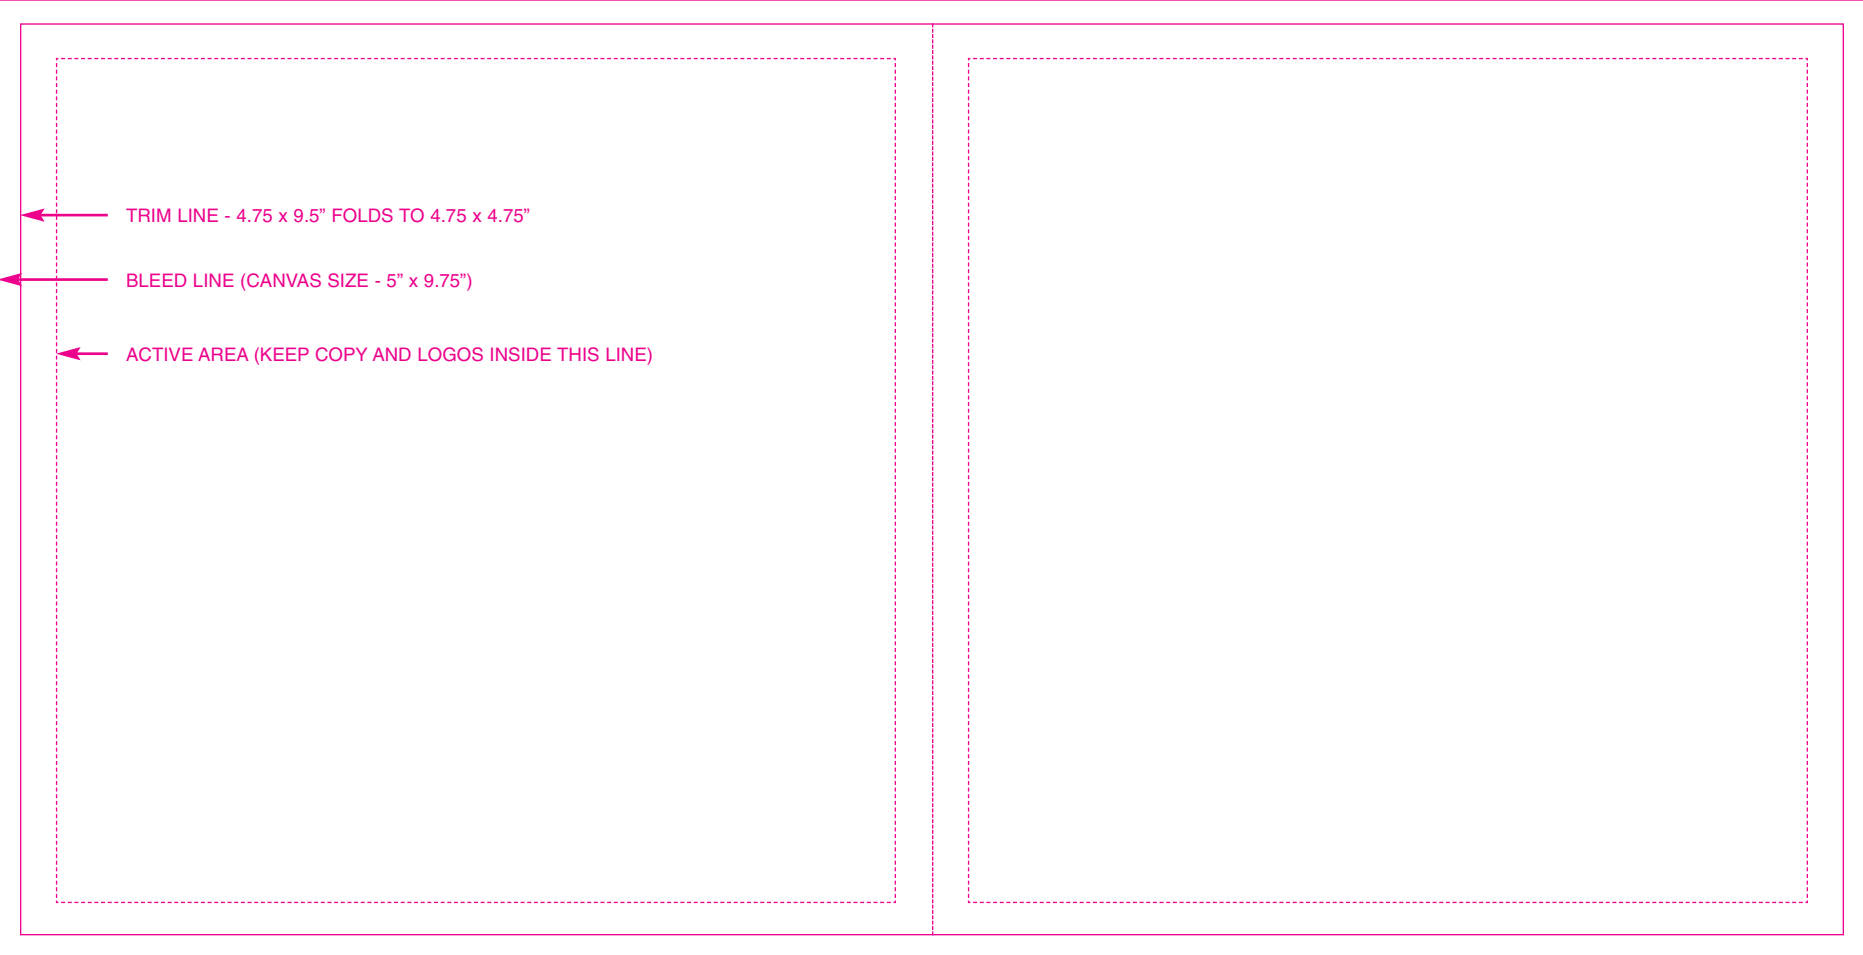 TRIM LINE - 4.75 x 9.5” FOLDS TO 4.75 x 4.75”
BLEED LINE (CANVAS SIZE - 5” x 9.75”)
ACTIVE AREA (KEEP COPY AND LOGOS INSIDE THIS LINE)